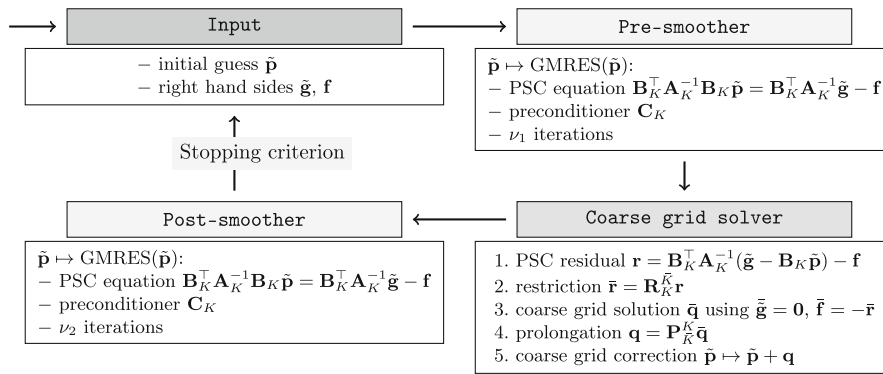 Input
– initial guess p̃
– right hand sides g̃, f
Pre-smoother
p̃ ↦ GMRES(p̃):
– PSC equation B_K^⊤ A_K^{-1} B_K p̃ = B_K^⊤ A_K^{-1} g̃ − f
– preconditioner C_K
– ν₁ iterations
Stopping criterion
Post-smoother
p̃ ↦ GMRES(p̃):
– PSC equation B_K^⊤ A_K^{-1} B_K p̃ = B_K^⊤ A_K^{-1} g̃ − f
– preconditioner C_K
– ν₂ iterations
Coarse grid solver
1. PSC residual r = B_K^⊤ A_K^{-1}(g̃ − B_K p̃) − f
2. restriction r̄ = R_K^{K̄} r
3. coarse grid solution q̄ using g̃̄ = 0, f̄ = −r̄
4. prolongation q = P_{K̄}^K q̄
5. coarse grid correction p̃ ↦ p̃ + q